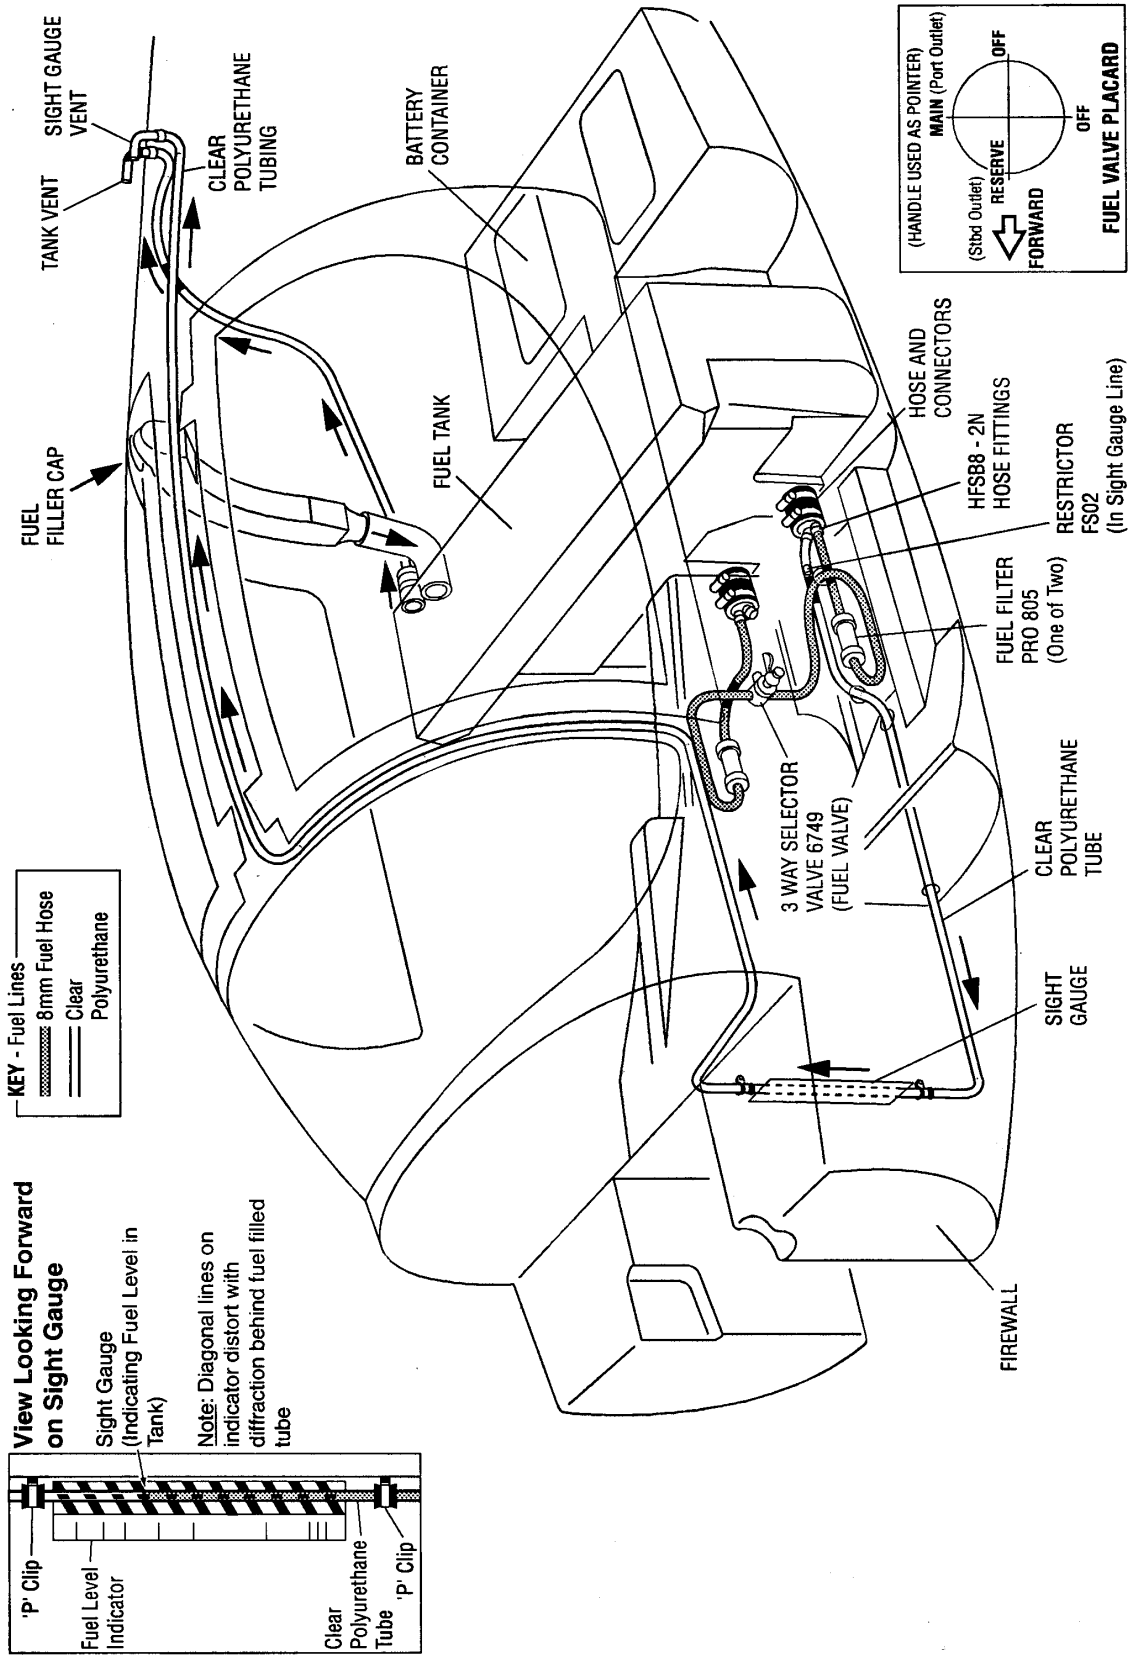 View Looking Forward
on Sight Gauge
'P' Clip
Sight Gauge
(Indicating Fuel Level in
Tank)
Fuel Level
Indicator
Note: Diagonal lines on
indicator distort with
diffraction behind fuel filled
tube
Clear
Polyurethane
Tube
'P' Clip
KEY - Fuel Lines
8mm Fuel Hose
Clear
Polyurethane
FUEL
FILLER CAP
TANK VENT
SIGHT GAUGE
VENT
CLEAR
POLYURETHANE
TUBING
BATTERY
CONTAINER
FUEL TANK
3 WAY SELECTOR
VALVE 6749
(FUEL VALVE)
FIREWALL
SIGHT
GAUGE
CLEAR
POLYURETHANE
TUBE
FUEL FILTER
PRO 805
(One of Two)
RESTRICTOR
FS02
(In Sight Gauge Line)
HFSB8 - 2N
HOSE FITTINGS
HOSE AND
CONNECTORS
(HANDLE USED AS POINTER)
MAIN (Port Outlet)
(Stbd Outlet)
RESERVE
OFF
FORWARD
OFF
FUEL VALVE PLACARD